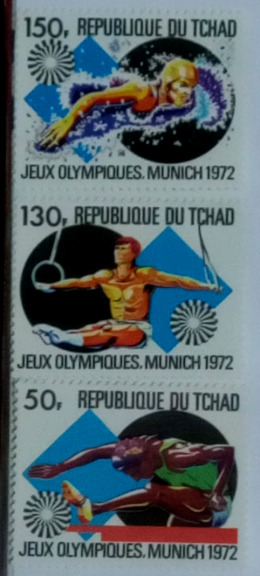 150F REPUBLIQUE DU TCHAD
JEUX OLYMPIQUES. MUNICH 1972
130F REPUBLIQUE DU TCHAD
JEUX OLYMPIQUES. MUNICH 1972
50F REPUBLIQUE DU TCHAD
JEUX OLYMPIQUES. MUNICH 1972